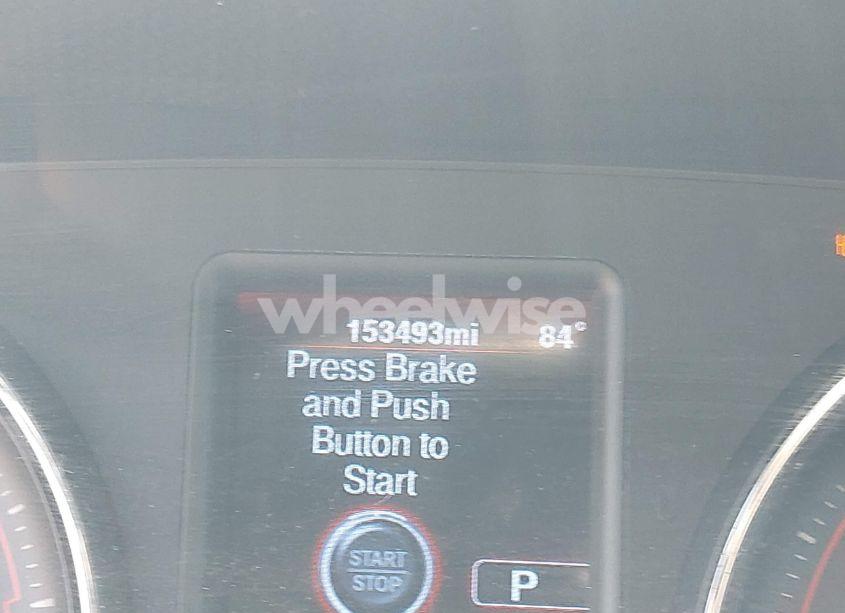 wheelwise
153493mi 84°
Press Brake
and Push
Button to
Start
START
STOP
P